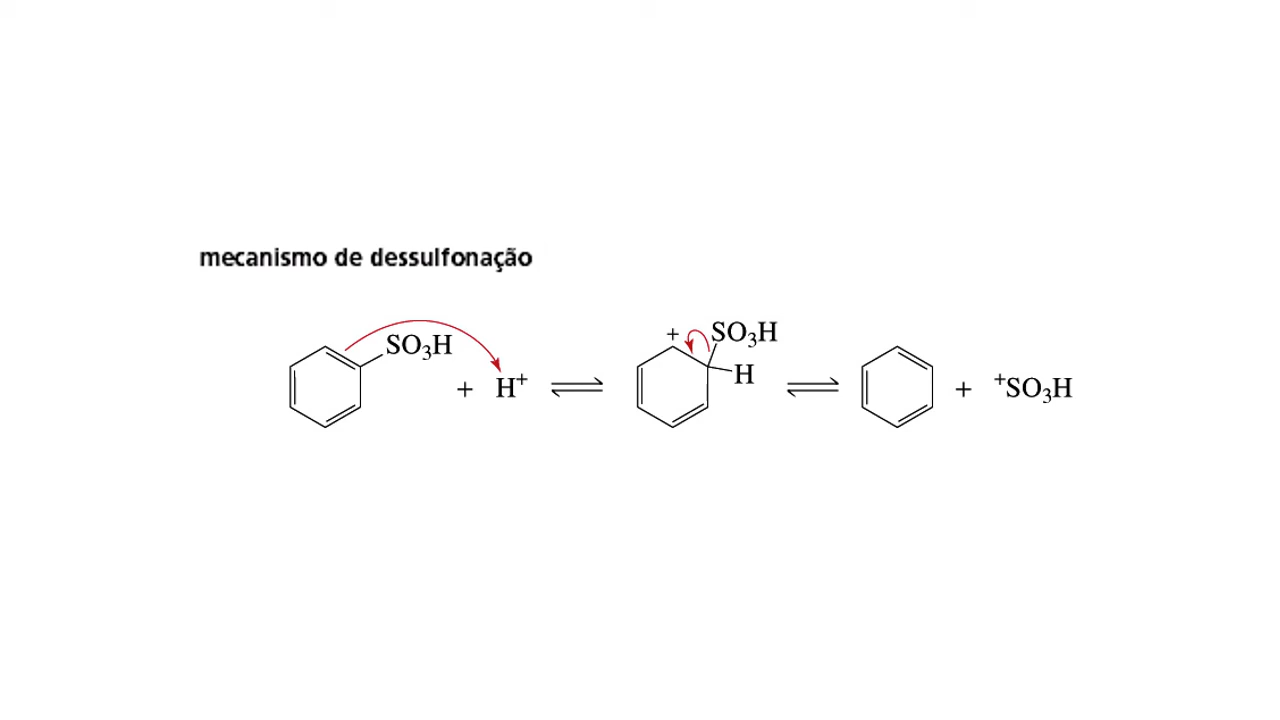 mecanismo de dessulfonação
SO₃H + H⁺ ⇌ + SO₃H H ⇌ + ⁺SO₃H